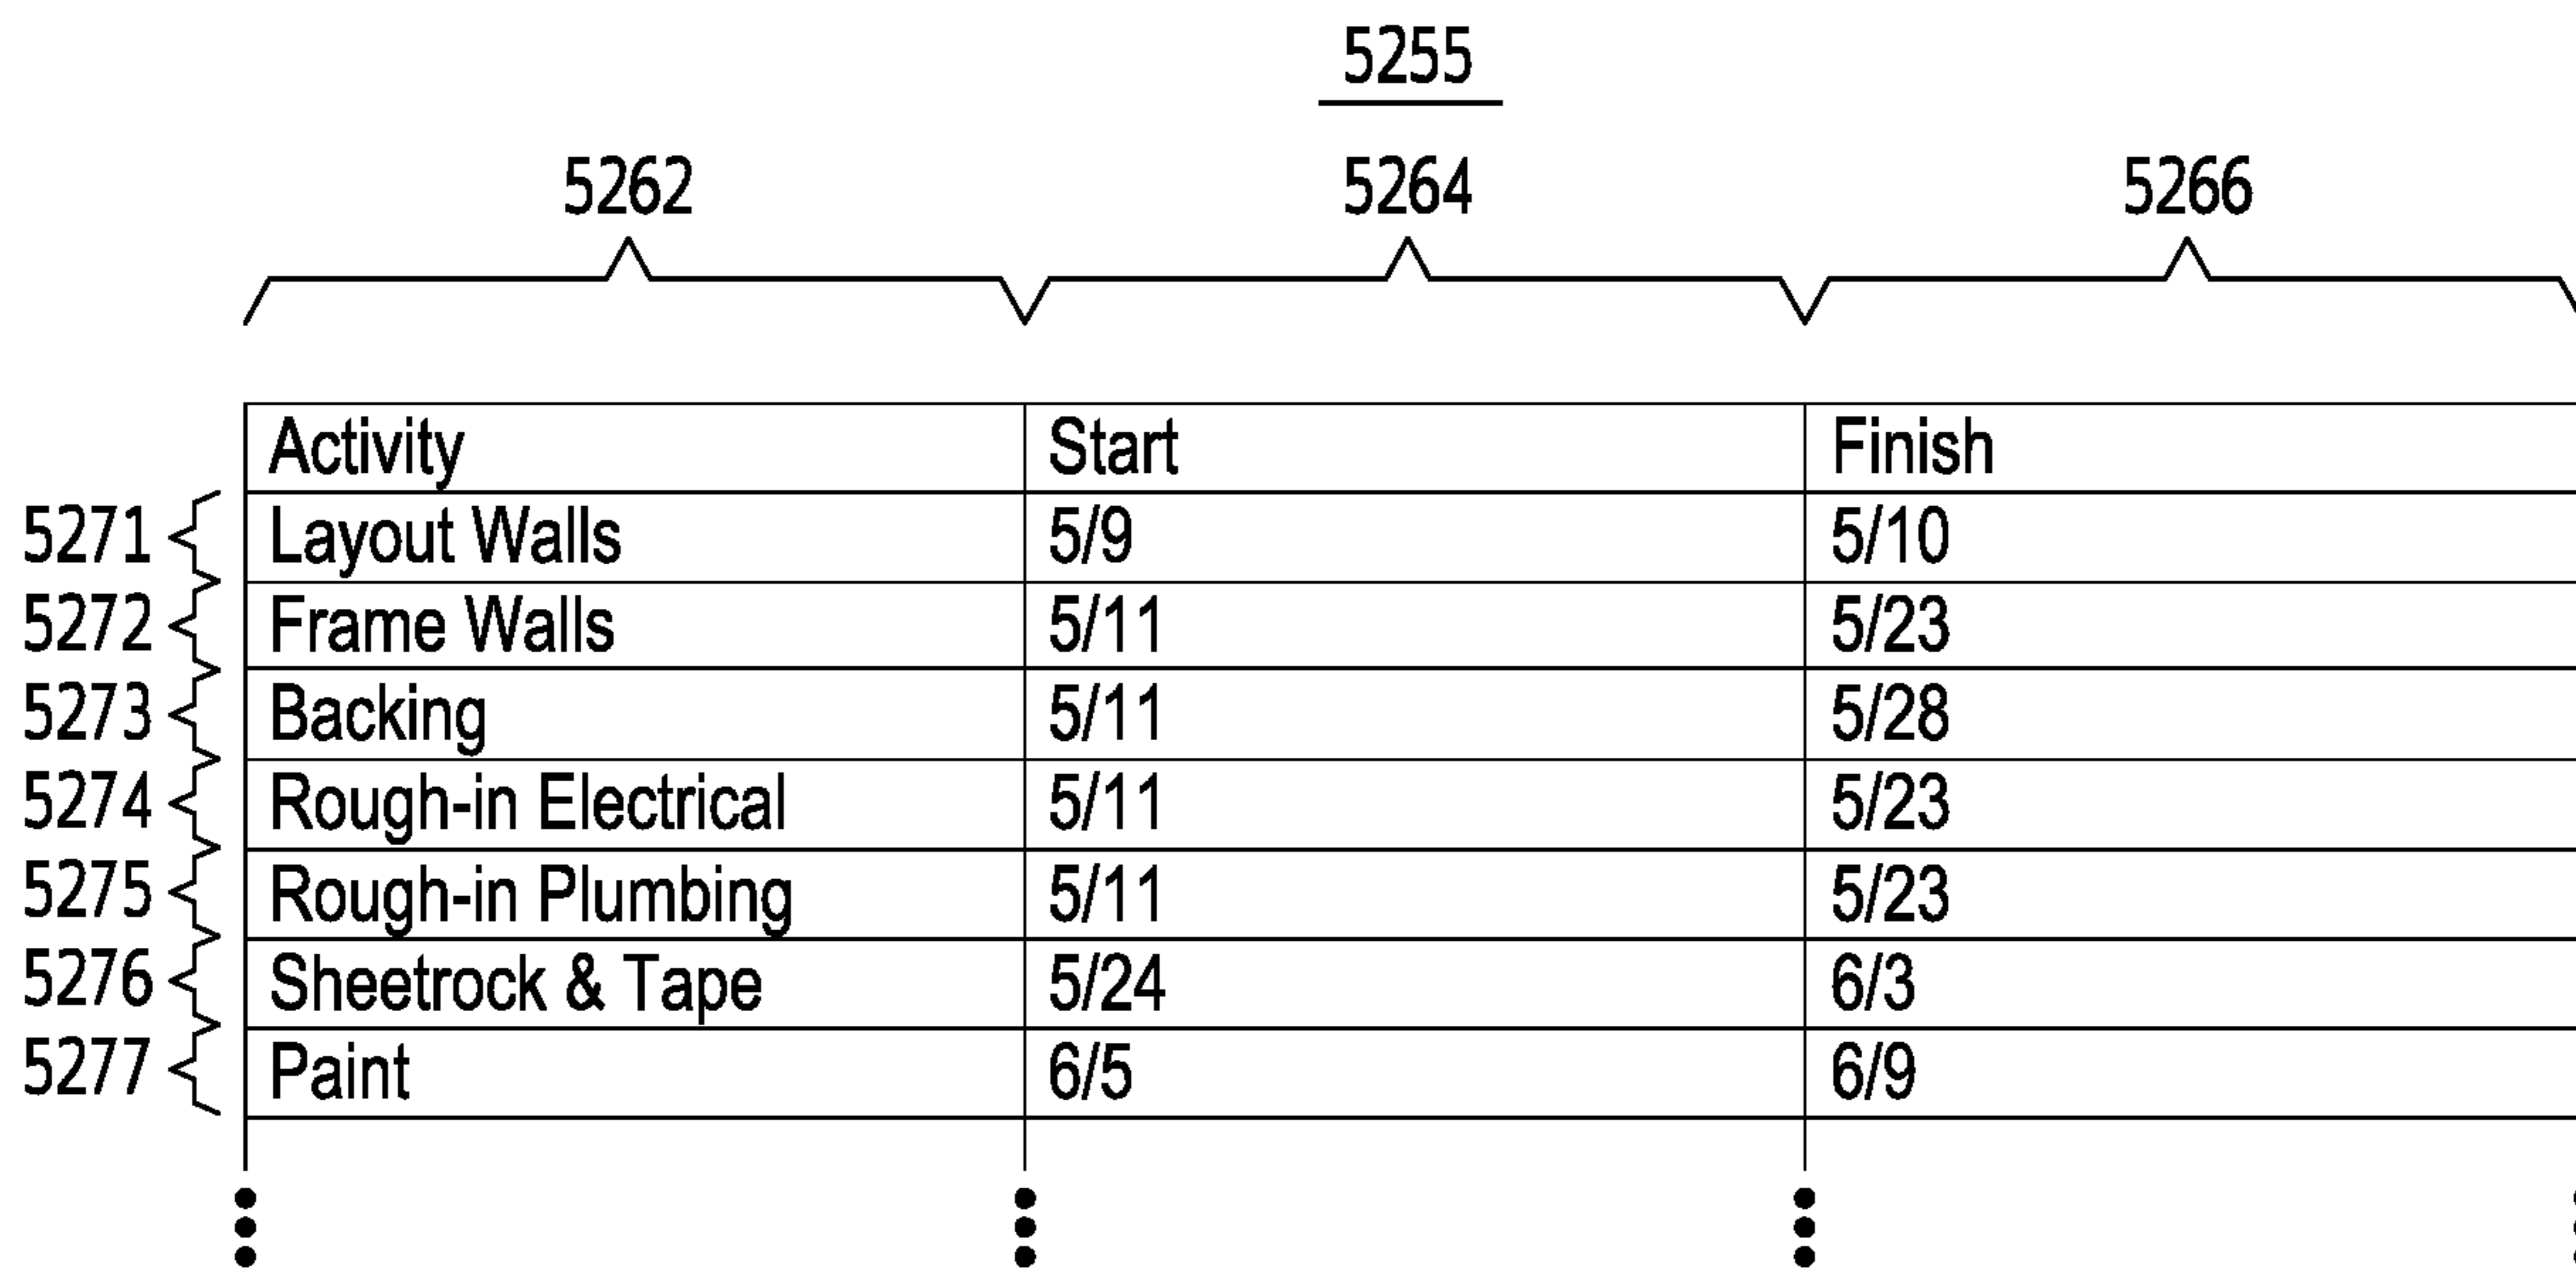 5255
5262 5264 5266
Activity Start Finish
5271 Layout Walls 5/9 5/10
5272 Frame Walls 5/11 5/23
5273 Backing 5/11 5/28
5274 Rough-in Electrical 5/11 5/23
5275 Rough-in Plumbing 5/11 5/23
5276 Sheetrock & Tape 5/24 6/3
5277 Paint 6/5 6/9